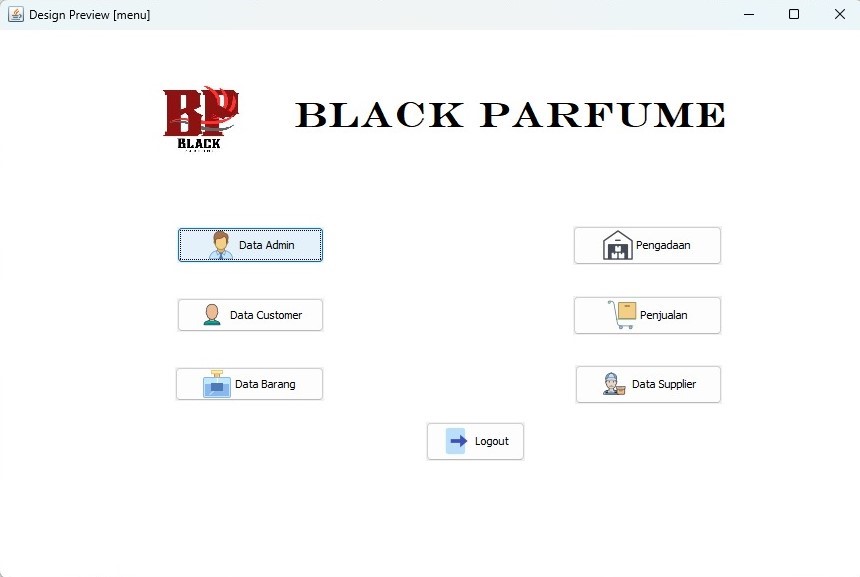 Design Preview [menu]
BP
BLACK
BLACK PARFUME
Data Admin
Pengadaan
Data Customer
Penjualan
Data Barang
Data Supplier
Logout